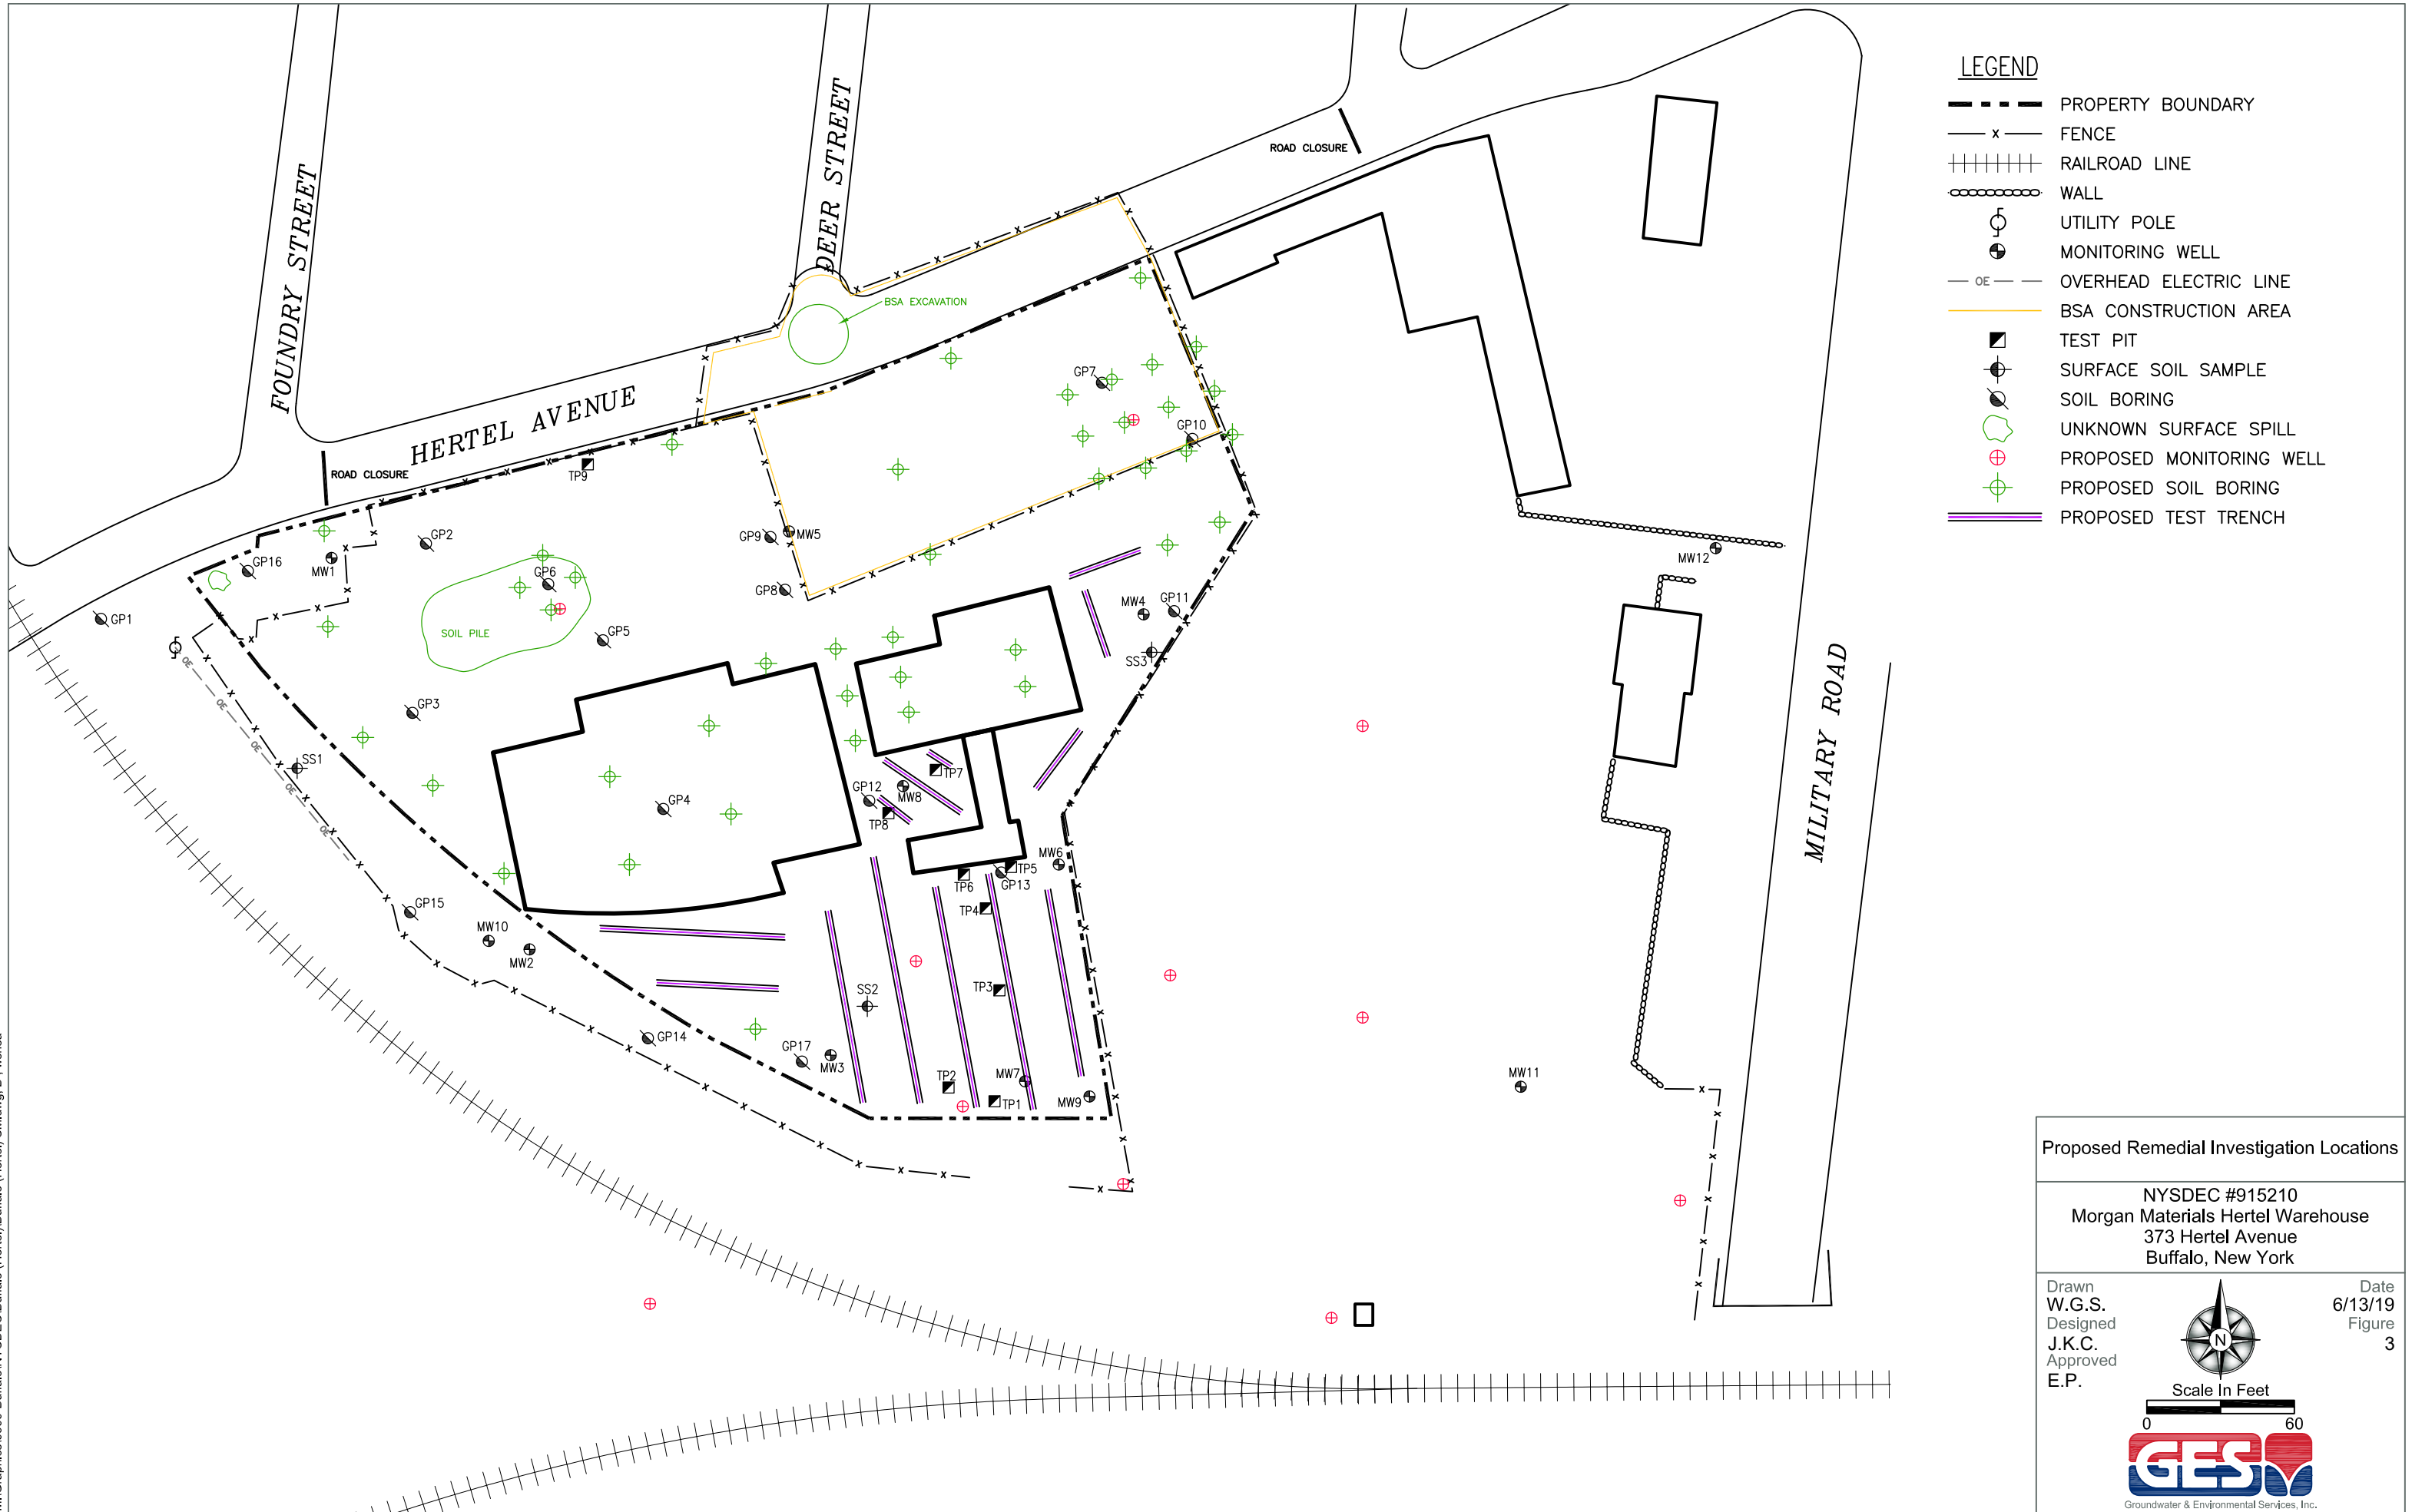 LEGEND
PROPERTY BOUNDARY
x FENCE
RAILROAD LINE
WALL
UTILITY POLE
MONITORING WELL
OE OVERHEAD ELECTRIC LINE
BSA CONSTRUCTION AREA
TEST PIT
SURFACE SOIL SAMPLE
SOIL BORING
UNKNOWN SURFACE SPILL
PROPOSED MONITORING WELL
PROPOSED SOIL BORING
PROPOSED TEST TRENCH
FOUNDRY STREET
DEER STREET
HERTEL AVENUE
MILITARY ROAD
ROAD CLOSURE
ROAD CLOSURE
BSA EXCAVATION
SOIL PILE
GP7
GP10
TP9
GP2
GP9
MW5
GP16
MW1
GP6
GP8
GP1
GP5
MW4
GP11
SS3
MW12
GP3
SS1
OE
OE
OE
OE
OE
GP4
TP7
GP12
MW8
TP8
MW6
TP5
TP6
GP13
TP4
GP15
MW10
MW2
TP3
SS2
GP14
GP17
MW3
TP2
MW7
TP1
MW9
MW11
Proposed Remedial Investigation Locations
NYSDEC #915210
Morgan Materials Hertel Warehouse
373 Hertel Avenue
Buffalo, New York
Drawn
W.G.S.
Designed
J.K.C.
Approved
E.P.
N
Date
6/13/19
Figure
3
Scale In Feet
0 60
GES
Groundwater & Environmental Services, Inc.